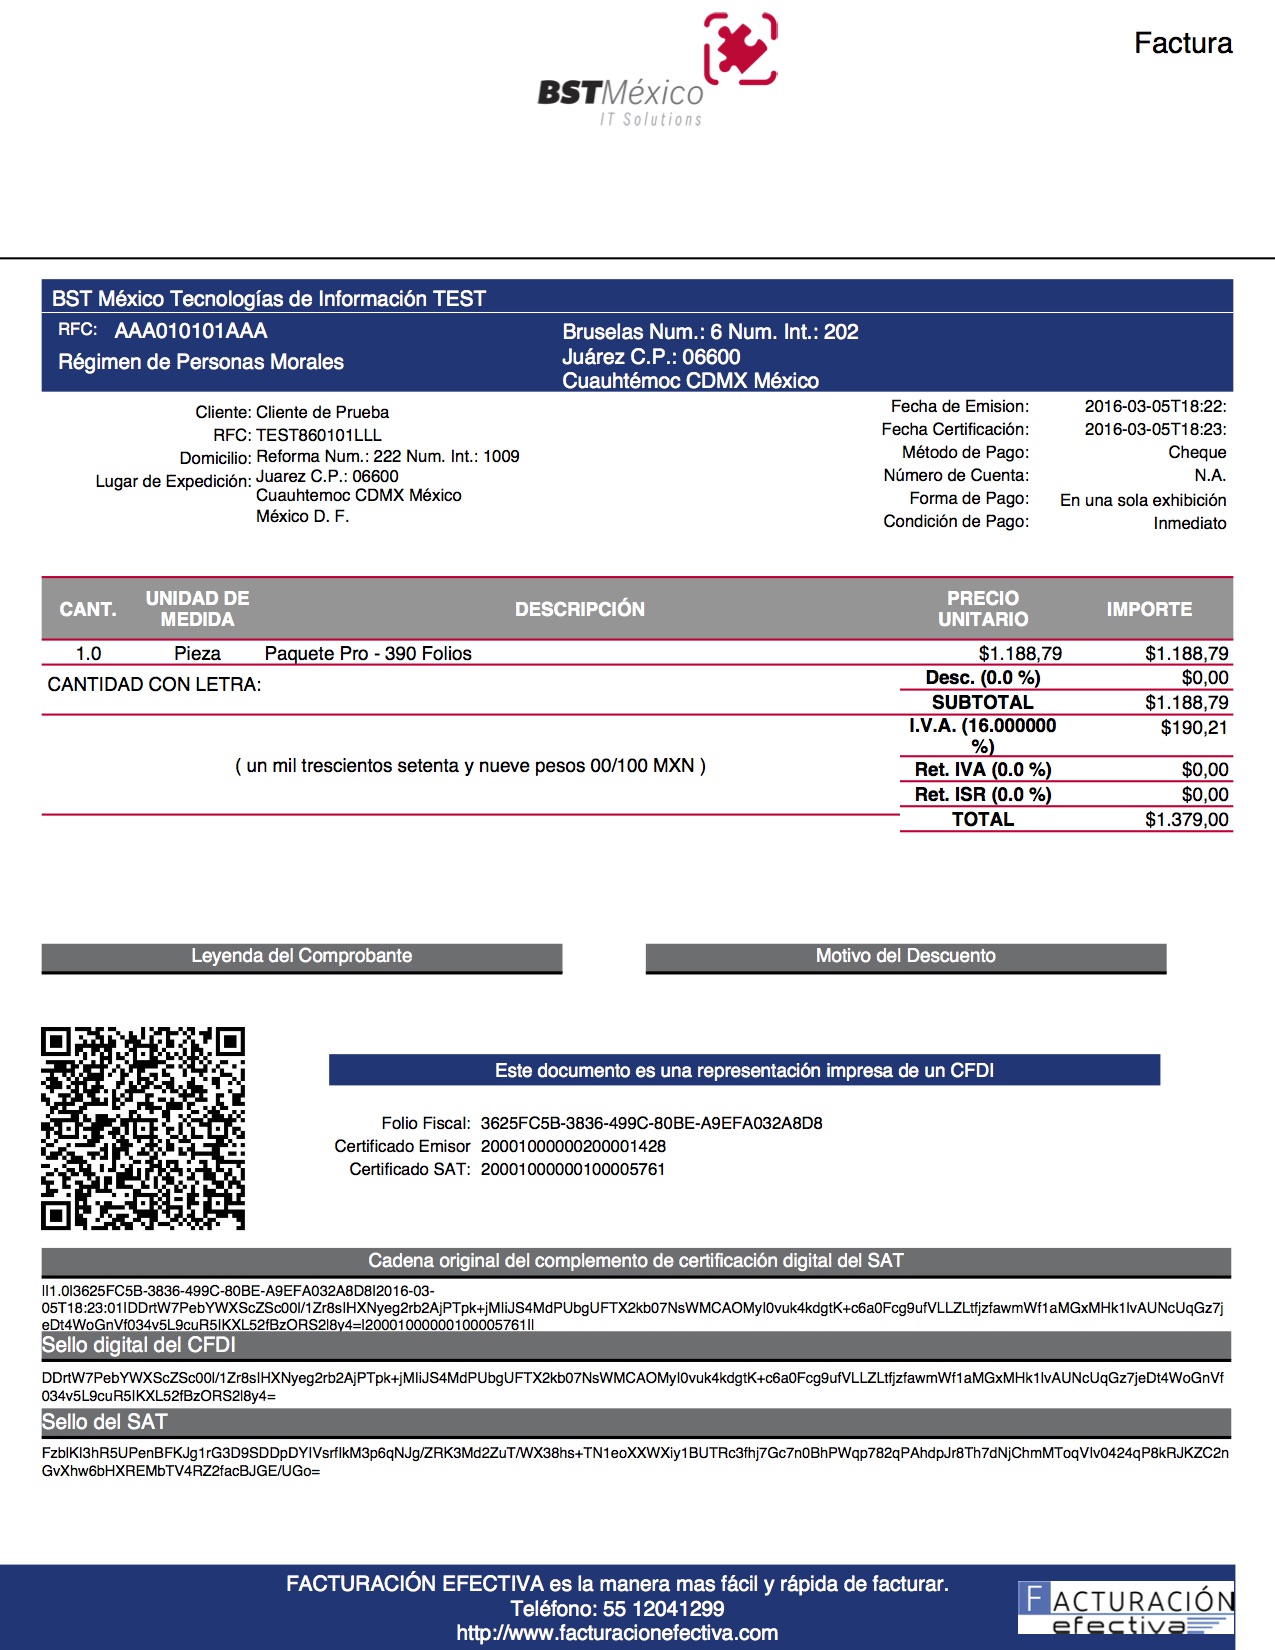 BSTMéxico
IT Solutions
Factura
BST México Tecnologías de Información TEST
RFC: AAA010101AAA
Régimen de Personas Morales
Bruselas Num.: 6 Num. Int.: 202
Juárez C.P.: 06600
Cuauhtémoc CDMX México
Cliente: Cliente de Prueba
RFC: TEST860101LLL
Domicilio: Reforma Num.: 222 Num. Int.: 1009
Lugar de Expedición: Juarez C.P.: 06600
Cuauhtemoc CDMX México
México D. F.
Fecha de Emision: 2016-03-05T18:22:
Fecha Certificación: 2016-03-05T18:23:
Método de Pago: Cheque
Número de Cuenta: N.A.
Forma de Pago: En una sola exhibición
Condición de Pago: Inmediato
CANT. UNIDAD DE MEDIDA DESCRIPCIÓN PRECIO UNITARIO IMPORTE
1.0 Pieza Paquete Pro - 390 Folios $1.188,79 $1.188,79
CANTIDAD CON LETRA:
( un mil trescientos setenta y nueve pesos 00/100 MXN )
Desc. (0.0 %) $0,00
SUBTOTAL $1.188,79
I.V.A. (16.000000 %) $190,21
Ret. IVA (0.0 %) $0,00
Ret. ISR (0.0 %) $0,00
TOTAL $1.379,00
Leyenda del Comprobante
Motivo del Descuento
Este documento es una representación impresa de un CFDI
Folio Fiscal: 3625FC5B-3836-499C-80BE-A9EFA032A8D8
Certificado Emisor 20001000000200001428
Certificado SAT: 20001000000100005761
Cadena original del complemento de certificación digital del SAT
||1.0|3625FC5B-3836-499C-80BE-A9EFA032A8D8|2016-03-
05T18:23:01|DDrtW7PebYWXScZSc00l/1Zr8sIHXNyeg2rb2AjPTpk+jMIiJS4MdPUbgUFTX2kb07NsWMCAOMyl0vuk4kdgtK+c6a0Fcg9ufVLLZLtfjzfawmWf1aMGxMHk1lvAUNcUqGz7j
eDt4WoGnVf034v5L9cuR5IKXL52fBzORS2l8y4=|20001000000100005761||
Sello digital del CFDI
DDrtW7PebYWXScZSc00l/1Zr8sIHXNyeg2rb2AjPTpk+jMIiJS4MdPUbgUFTX2kb07NsWMCAOMyl0vuk4kdgtK+c6a0Fcg9ufVLLZLtfjzfawmWf1aMGxMHk1lvAUNcUqGz7jeDt4WoGnVf
034v5L9cuR5IKXL52fBzORS2l8y4=
Sello del SAT
FzbIKl3hR5UPenBFKJg1rG3D9SDDpDYIVsrfIkM3p6qNJg/ZRK3Md2ZuT/WX38hs+TN1eoXXWXiy1BUTRc3fhj7Gc7n0BhPWqp782qPAhdpJr8Th7dNjChmMToqVIv0424qP8kRJKZC2n
GvXhw6bHXREMbTV4RZ2facBJGE/UGo=
FACTURACIÓN EFECTIVA es la manera mas fácil y rápida de facturar.
Teléfono: 55 12041299
http://www.facturacionefectiva.com
FACTURACIÓN
efectiva